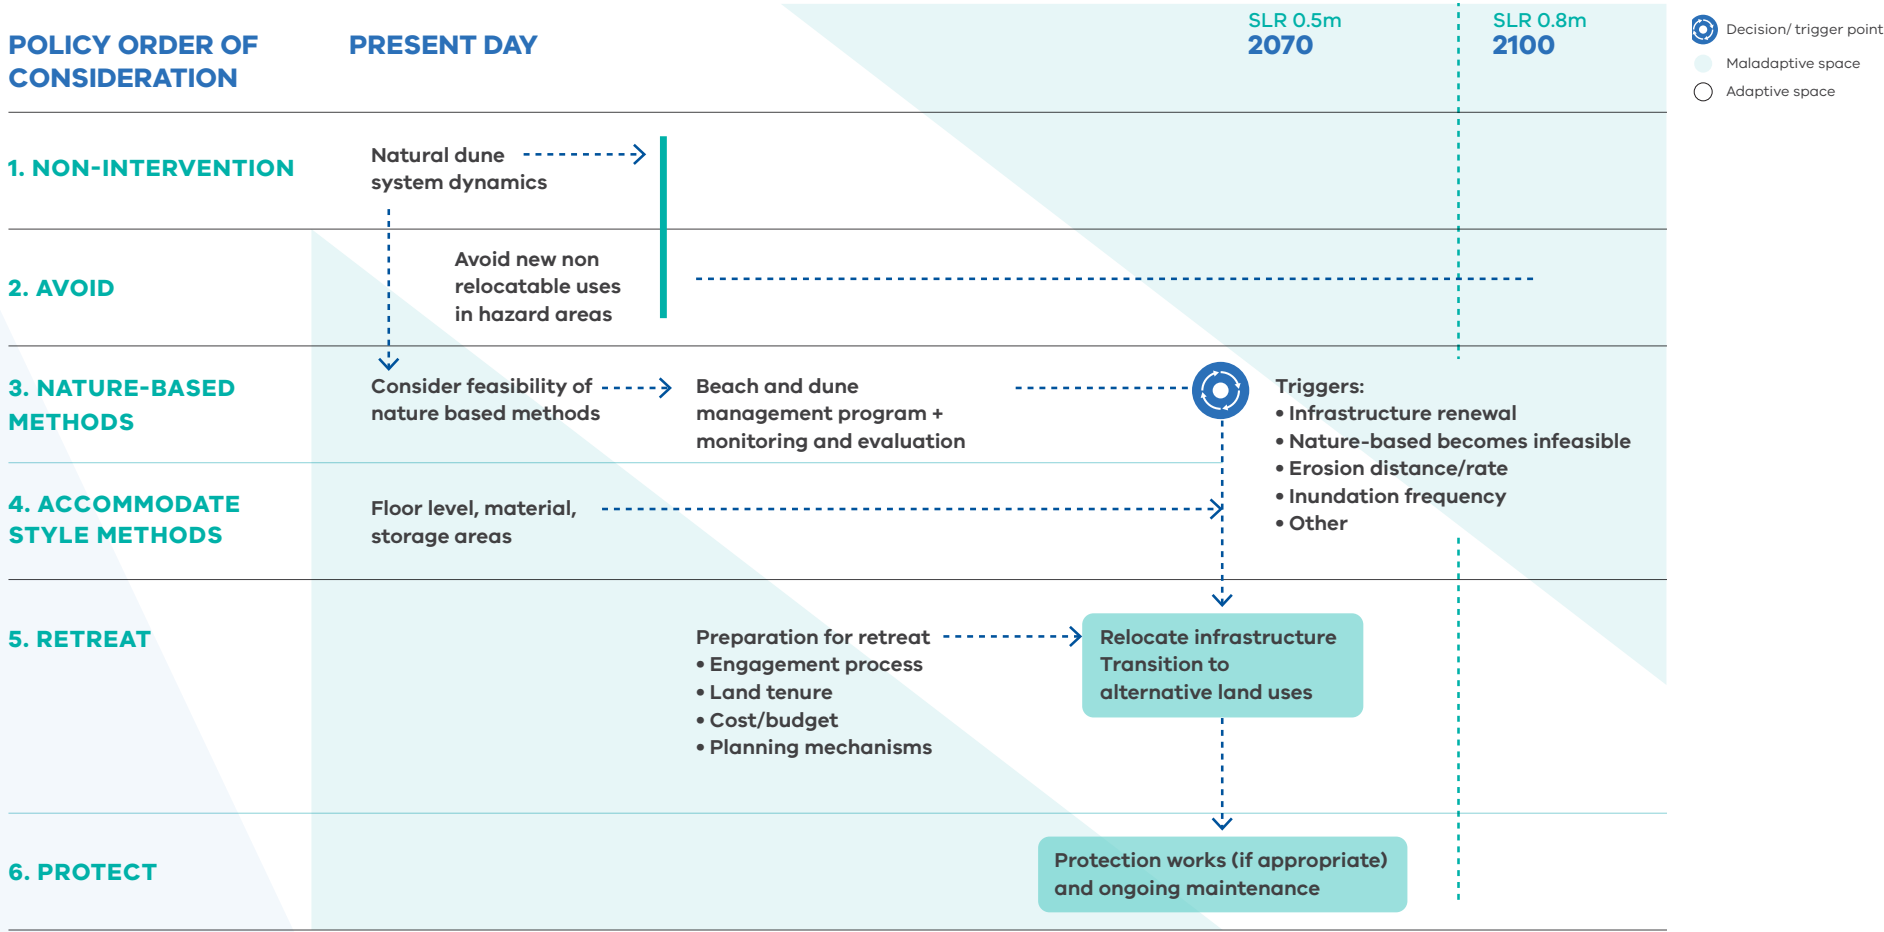 POLICY ORDER OF
CONSIDERATION
PRESENT DAY
SLR 0.5m
2070
SLR 0.8m
2100
Decision/ trigger point
Maladaptive space
Adaptive space
1. NON-INTERVENTION
Natural dune
system dynamics
2. AVOID
Avoid new non
relocatable uses
in hazard areas
3. NATURE-BASED
METHODS
Consider feasibility of
nature based methods
Beach and dune
management program +
monitoring and evaluation
Triggers:
• Infrastructure renewal
• Nature-based becomes infeasible
• Erosion distance/rate
• Inundation frequency
• Other
4. ACCOMMODATE
STYLE METHODS
Floor level, material,
storage areas
5. RETREAT
Preparation for retreat
• Engagement process
• Land tenure
• Cost/budget
• Planning mechanisms
Relocate infrastructure
Transition to
alternative land uses
6. PROTECT
Protection works (if appropriate)
and ongoing maintenance